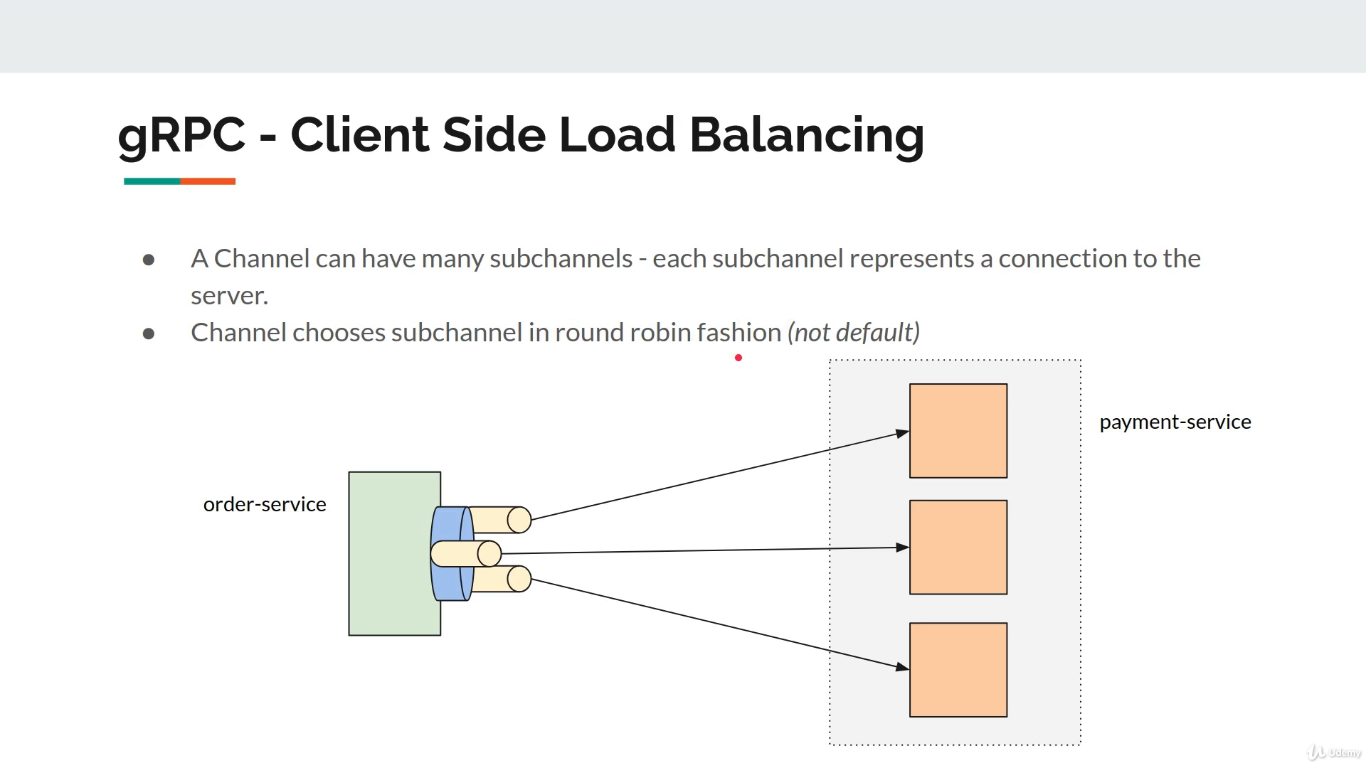 gRPC - Client Side Load Balancing
● A Channel can have many subchannels - each subchannel represents a connection to the
server.
● Channel chooses subchannel in round robin fashion (not default)
payment-service
order-service
Udemy